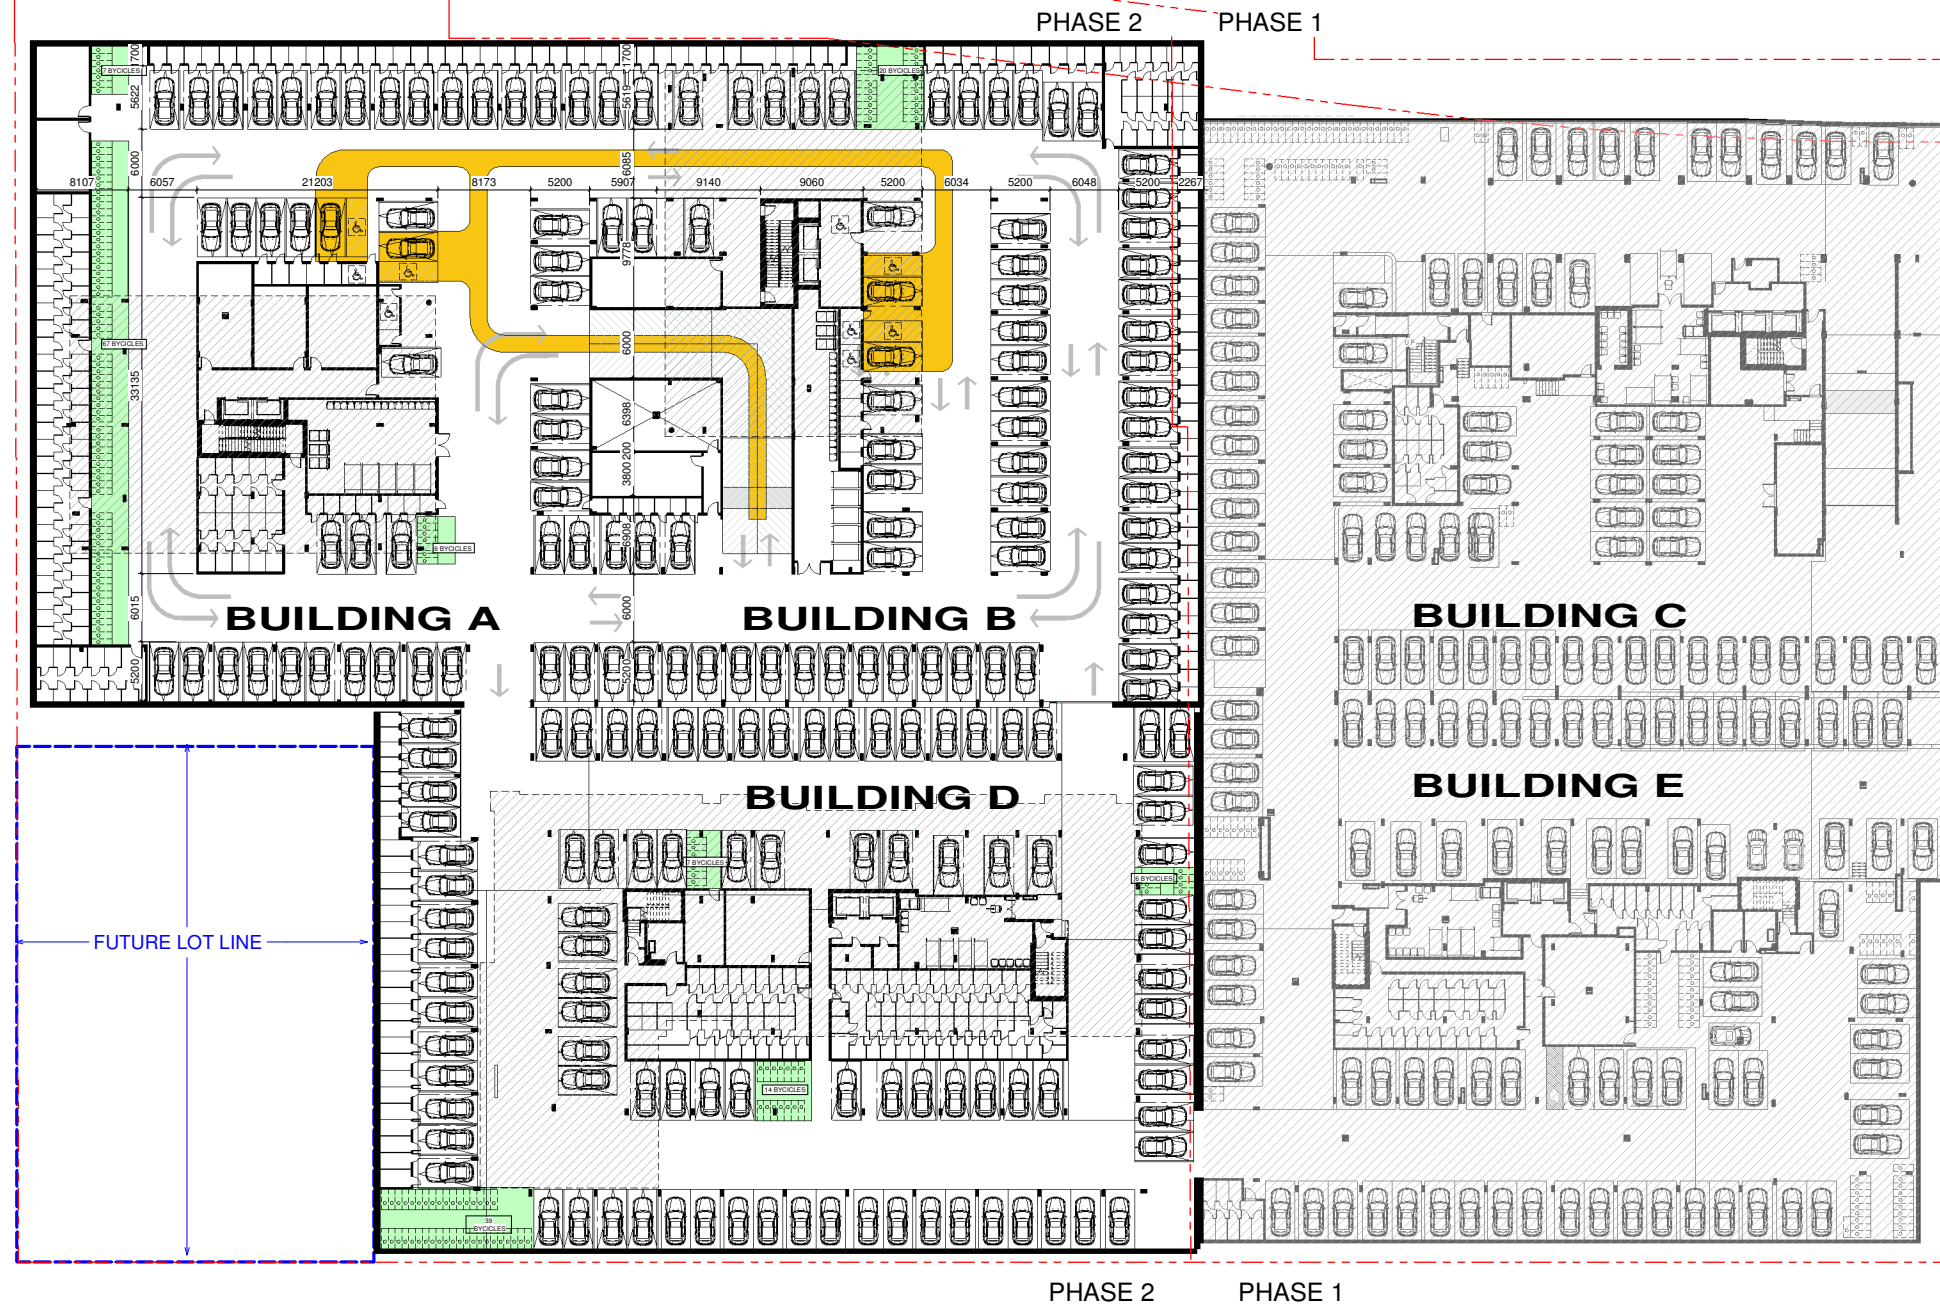 PHASE 2
PHASE 1
7 BYCICLES
1700
1700
20 BYCICLES
5622
5619
6000
6085
8107
6057
21203
8173
5200
5907
9140
9060
5200
6034
5200
6048
5200
2267
9778
67 BYCICLES
6000
33135
6398
200
3800
6908
6 BYCICLES
6015
6000
BUILDING A
BUILDING B
BUILDING C
5200
5200
BUILDING D
BUILDING E
7 BYCICLES
6 BYCICLES
FUTURE LOT LINE
14 BYCICLES
39
BYCICLES
PHASE 2
PHASE 1